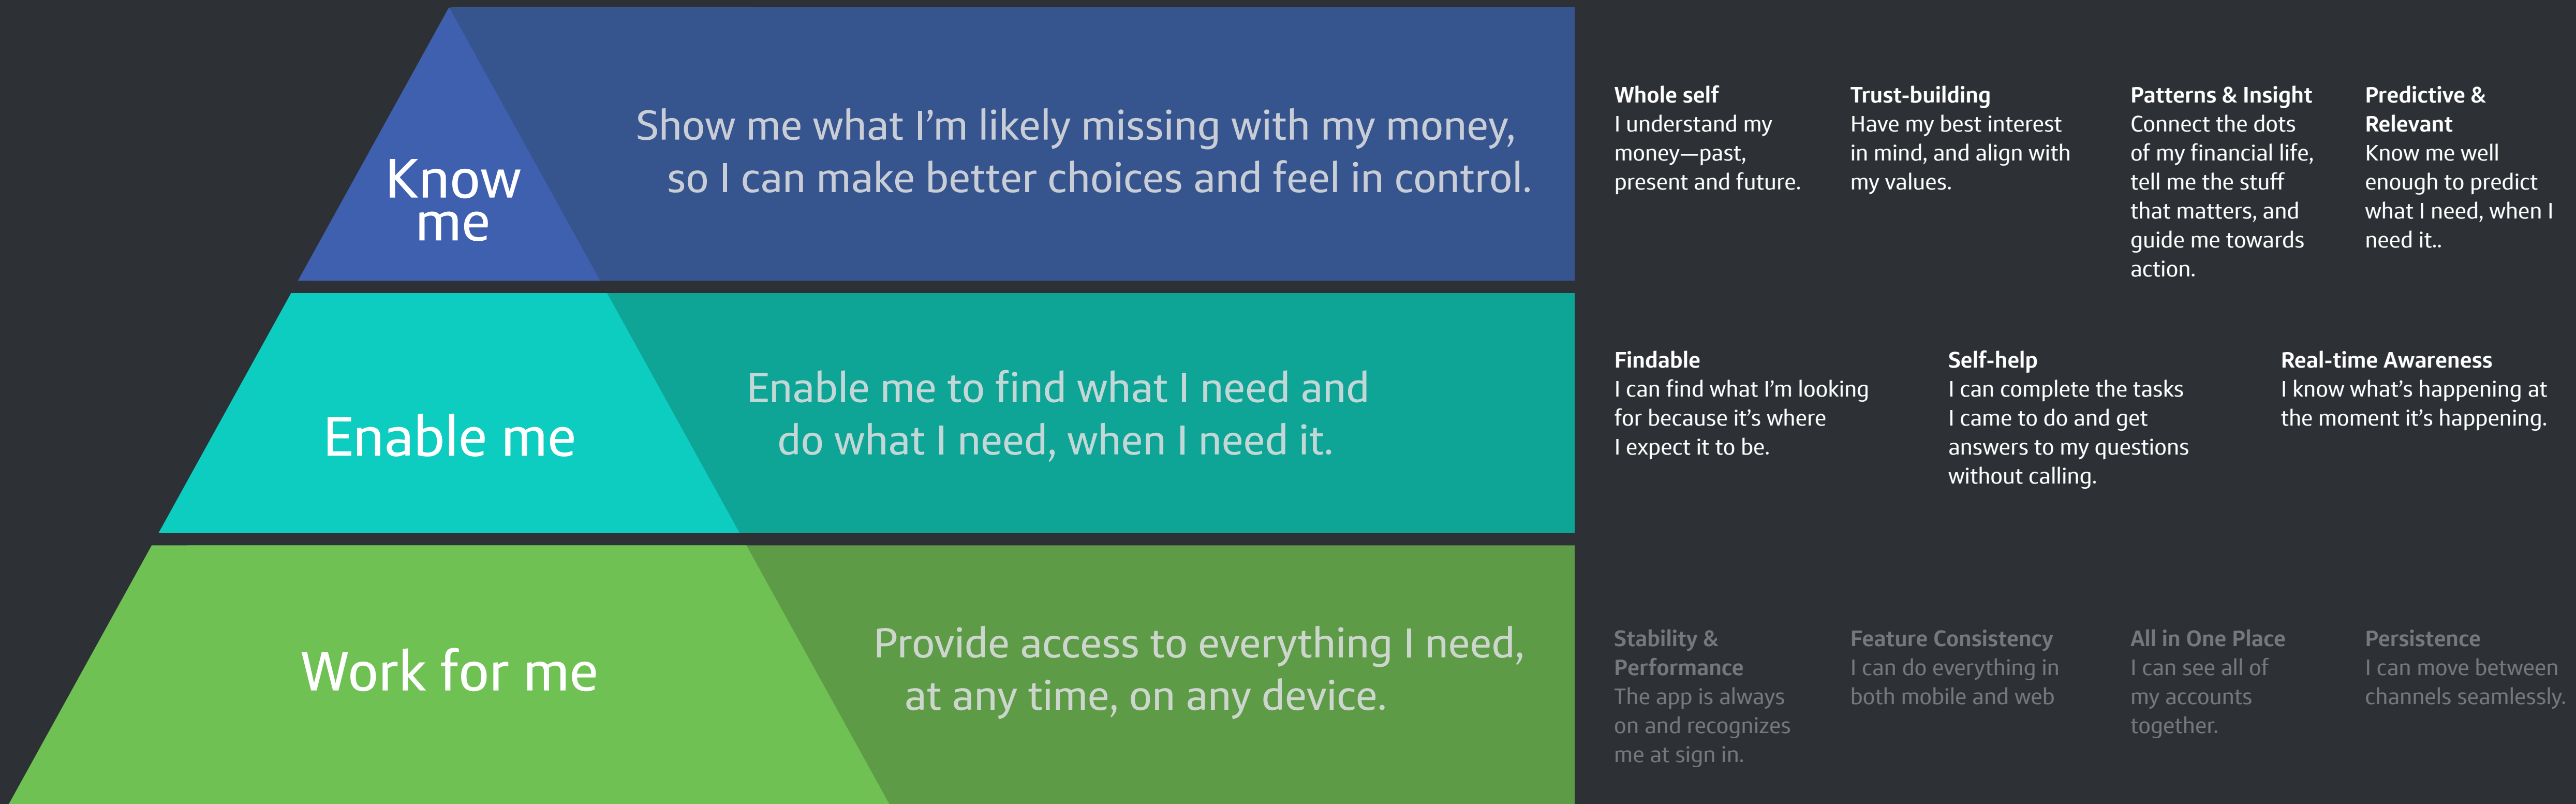 Know
me
Show me what I'm likely missing with my money,
so I can make better choices and feel in control.
Whole self
I understand my
money—past,
present and future.
Trust-building
Have my best interest
in mind, and align with
my values.
Patterns & Insight
Connect the dots
of my financial life,
tell me the stuff
that matters, and
guide me towards
action.
Predictive &
Relevant
Know me well
enough to predict
what I need, when I
need it..
Enable me
Enable me to find what I need and
do what I need, when I need it.
Findable
I can find what I'm looking
for because it's where
I expect it to be.
Self-help
I can complete the tasks
I came to do and get
answers to my questions
without calling.
Real-time Awareness
I know what's happening at
the moment it's happening.
Work for me
Provide access to everything I need,
at any time, on any device.
Stability &
Performance
The app is always
on and recognizes
me at sign in.
Feature Consistency
I can do everything in
both mobile and web
All in One Place
I can see all of
my accounts
together.
Persistence
I can move between
channels seamlessly.